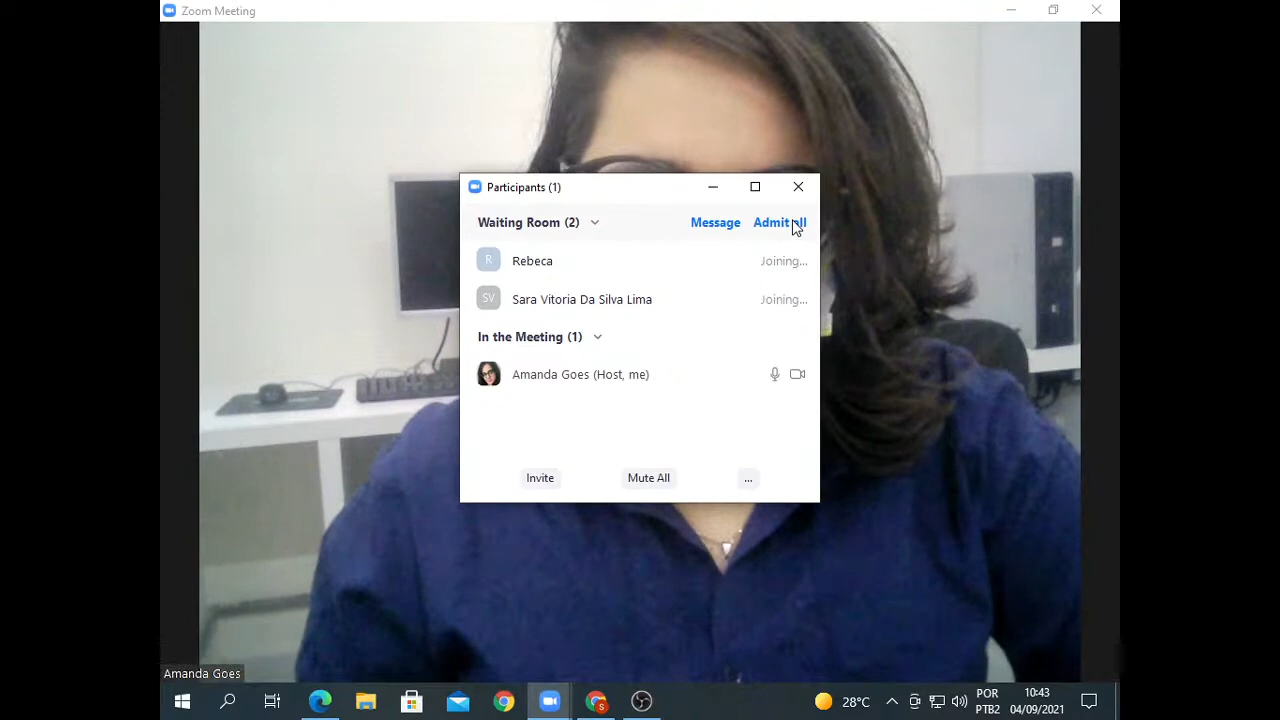 Zoom Meeting
Participants (1)
Waiting Room (2)
Message
Admit all
R
Rebeca
Joining...
SV
Sara Vitoria Da Silva Lima
Joining...
In the Meeting (1)
Amanda Goes (Host, me)
Invite
Mute All
...
Amanda Goes
S
28°C
POR
PTB2
10:43
04/09/2021